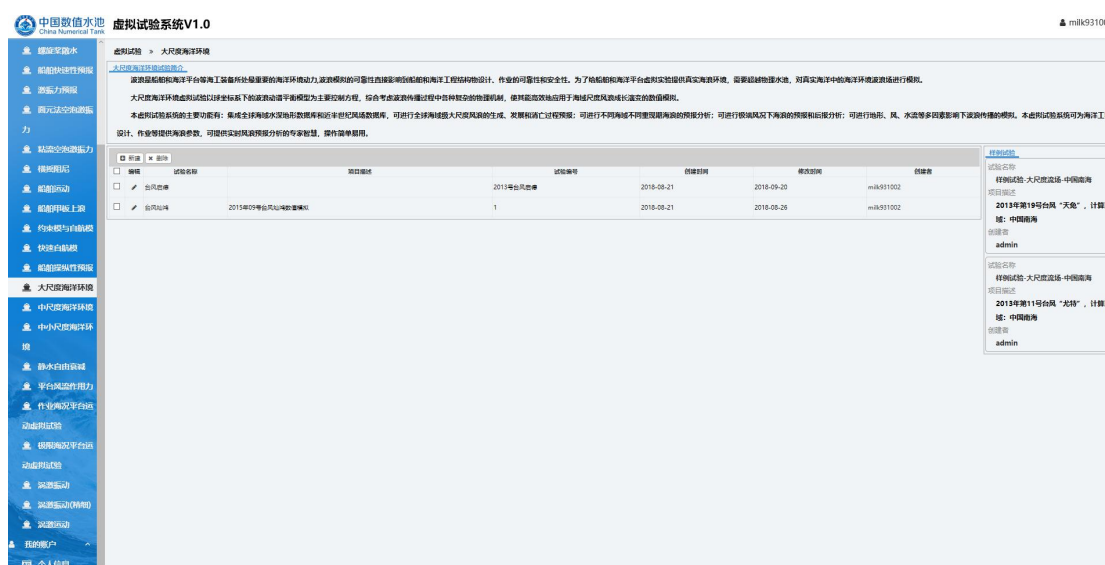 中国数值水池
China Numerical Tank
虚拟试验系统V1.0
milk93100
螺旋桨敞水
船舶快速性预报
激振力预报
面元法空泡激振
力
粘流空泡激振力
横摇阻尼
船舶运动
船舶甲板上浪
约束模与自航模
快速自航模
船舶操纵性预报
大尺度海洋环境
中尺度海洋环境
中小尺度海洋环
境
静水自由衰减
平台风流作用力
作业海况平台运
动虚拟试验
极限海况平台运
动虚拟试验
涡激振动
涡激振动(精细)
涡激运动
我的账户
个人信息
虚拟试验 » 大尺度海洋环境
大尺度海洋环境试验简介
波浪是船舶和海洋平台等海工装备所处最重要的海洋环境动力,波浪模拟的可靠性直接影响到船舶和海洋工程结构物设计、作业的可靠性和安全性。为了给船舶和海洋平台虚拟实验提供真实海浪环境,需要超越物理水池,对真实海洋中的海洋环境波浪场进行模拟。
大尺度海洋环境虚拟试验以球坐标系下的波浪动谱平衡模型为主要控制方程,综合考虑波浪传播过程中各种复杂的物理机制,使其能高效地应用于海域尺度风浪成长演变的数值模拟。
本虚拟试验系统的主要功能有:集成全球海域水深地形数据库和近半世纪风场数据库,可进行全球海域超大尺度风浪的生成、发展和消亡过程预报;可进行不同海域不同重现期海浪的预报分析;可进行极端风况下海浪的预报和后报分析;可进行地形、风、水流等多因素影响下波浪传播的模拟。本虚拟试验系统可为海洋工
设计、作业等提供海浪参数,可提供实时风浪预报分析的专家智慧,操作简单易用。
新建 删除
编辑 试验名称 项目描述 试验编号 创建时间 修改时间 创建者
台风启德 2013号台风启德 2018-08-21 2018-09-20 milk931002
台风灿鸿 2015年09号台风灿鸿数值模拟 1 2018-08-21 2018-08-26 milk931002
样例试验
试验名称
样例试验-大尺度流场-中国南海
项目描述
2013年第19号台风“天兔”,计算
域:中国南海
创建者
admin
试验名称
样例试验-大尺度流场-中国南海
项目描述
2013年第11号台风“尤特”,计算
域:中国南海
创建者
admin